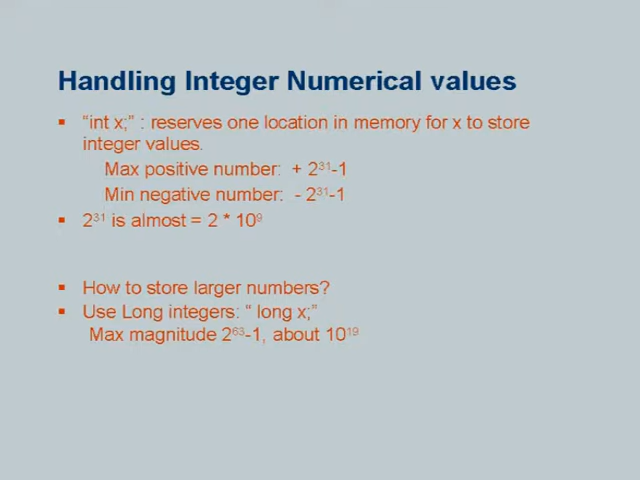 Handling Integer Numerical values
▪ “int x;” : reserves one location in memory for x to store
integer values.
Max positive number: + 2³¹-1
Min negative number: - 2³¹-1
▪ 2³¹ is almost = 2 * 10⁹
▪ How to store larger numbers?
▪ Use Long integers: “ long x;”
Max magnitude 2⁶³-1, about 10¹⁹